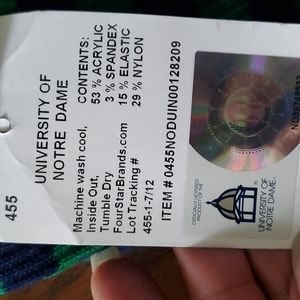 455
UNIVERSITY OF
NOTRE DAME
Machine wash cool,
Inside Out,
Tumble Dry
FourStarBrands.com
Lot Tracking #
455-1-7/12
CONTENTS:
53 % ACRYLIC
3 % SPANDEX
15 % ELASTIC
29 % NYLON
ITEM #0455NODUIN00128209
OFFICIALLY LICENSED
PRODUCT OF THE
UNIVERSITY OF
NOTRE DAME